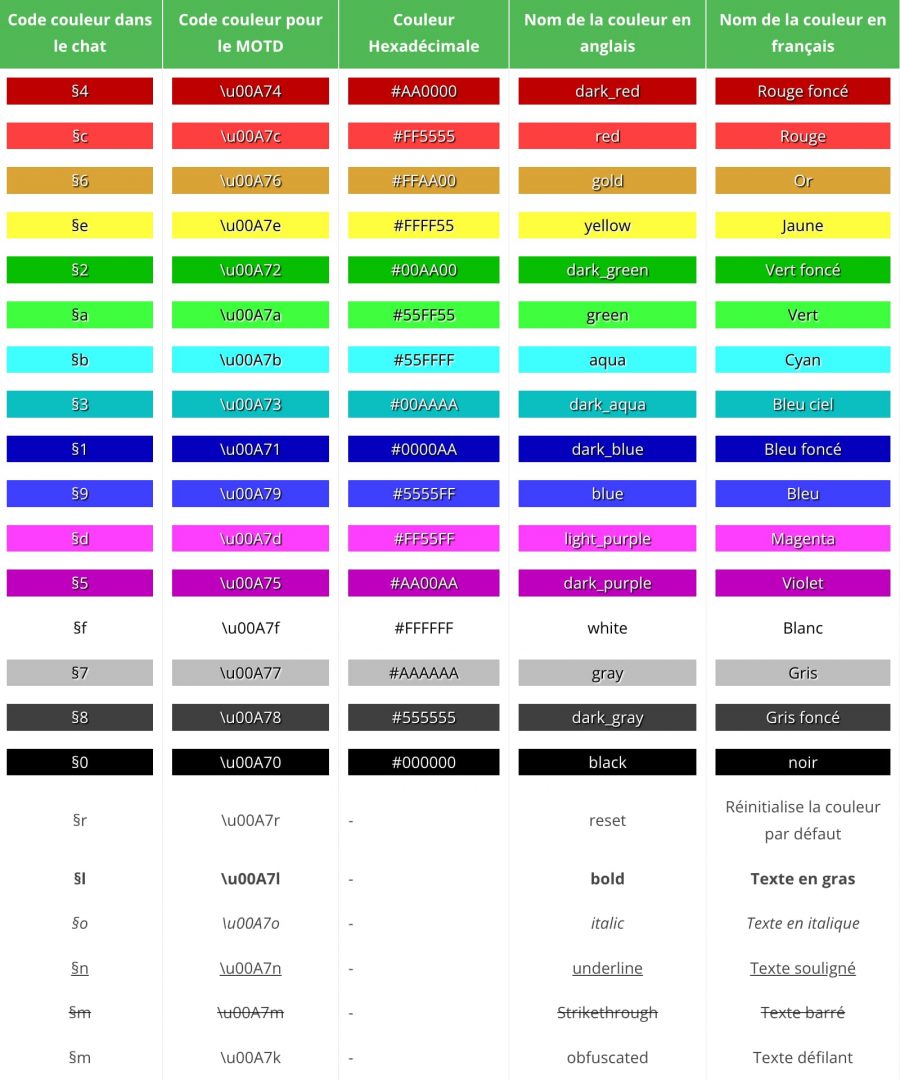 Code couleur dans le chat Code couleur pour le MOTD Couleur Hexadécimale Nom de la couleur en anglais Nom de la couleur en français
§4 \u00A74 #AA0000 dark_red Rouge foncé
§c \u00A7c #FF5555 red Rouge
§6 \u00A76 #FFAA00 gold Or
§e \u00A7e #FFFF55 yellow Jaune
§2 \u00A72 #00AA00 dark_green Vert foncé
§a \u00A7a #55FF55 green Vert
§b \u00A7b #55FFFF aqua Cyan
§3 \u00A73 #00AAAA dark_aqua Bleu ciel
§1 \u00A71 #0000AA dark_blue Bleu foncé
§9 \u00A79 #5555FF blue Bleu
§d \u00A7d #FF55FF light_purple Magenta
§5 \u00A75 #AA00AA dark_purple Violet
§f \u00A7f #FFFFFF white Blanc
§7 \u00A77 #AAAAAA gray Gris
§8 \u00A78 #555555 dark_gray Gris foncé
§0 \u00A70 #000000 black noir
§r \u00A7r - reset Réinitialise la couleur par défaut
§l \u00A7l - bold Texte en gras
§o \u00A7o - italic Texte en italique
§n \u00A7n - underline Texte souligné
§m \u00A7m - Strikethrough Texte barré
§m \u00A7k - obfuscated Texte défilant